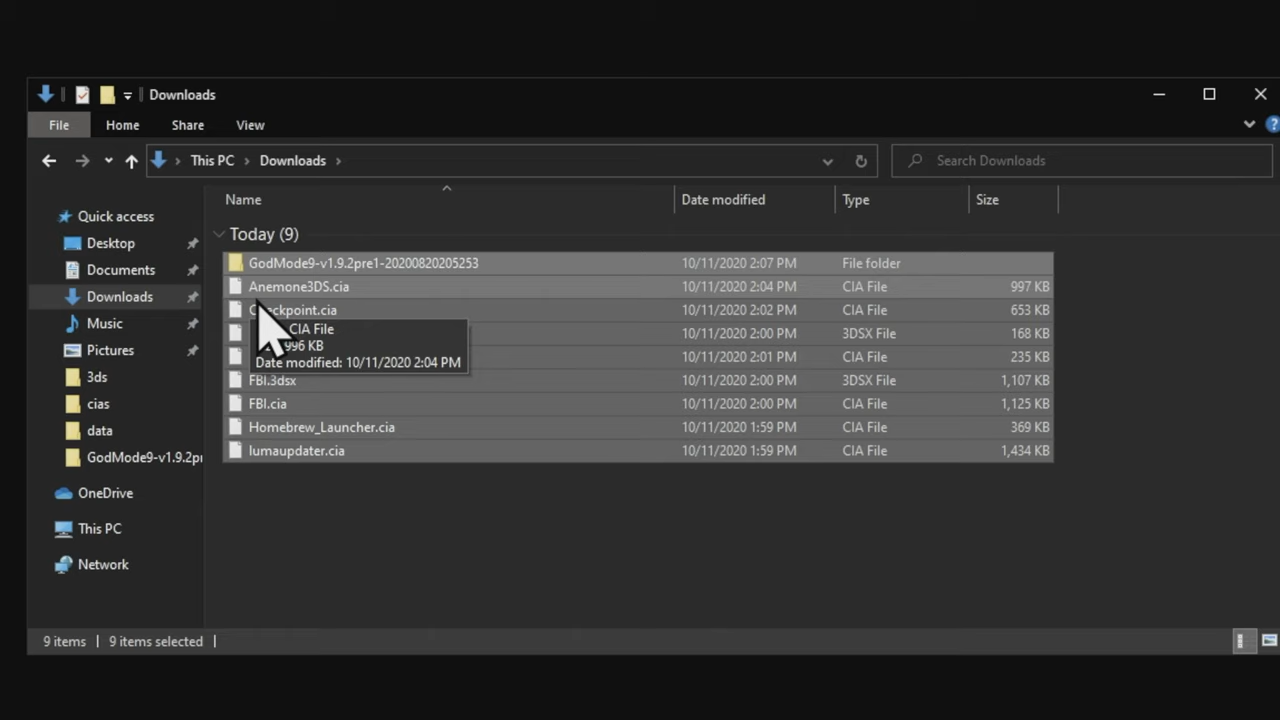 Downloads
File Home Share View
This PC Downloads Search Downloads
Name Date modified Type Size
Quick access
Desktop
Documents
Downloads
Music
Pictures
3ds
cias
data
GodMode9-v1.9.2pr
OneDrive
This PC
Network
Today (9)
GodMode9-v1.9.2pre1-20200820205253 10/11/2020 2:07 PM File folder
Anemone3DS.cia 10/11/2020 2:04 PM CIA File 997 KB
10/11/2020 2:02 PM CIA File 653 KB
CIA File
10/11/2020 2:01 PM 3DSX File 168 KB
996 KB
10/11/2020 2:01 PM CIA File 235 KB
Date modified: 10/11/2020 2:04 PM
FBI.3dsx 10/11/2020 2:00 PM 3DSX File 1,107 KB
FBI.cia 10/11/2020 2:00 PM CIA File 1,125 KB
Homebrew_Launcher.cia 10/11/2020 1:59 PM CIA File 369 KB
lumaupdater.cia 10/11/2020 1:59 PM CIA File 1,434 KB
9 items 9 items selected